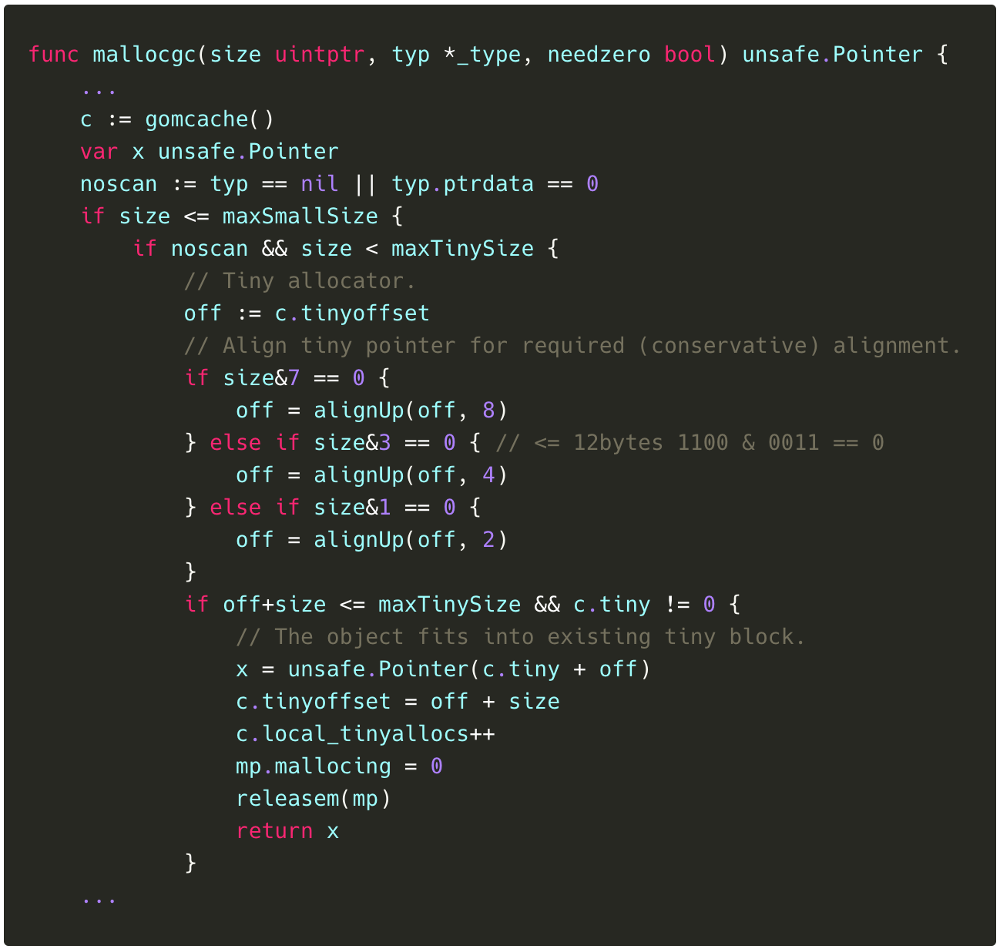 func mallocgc(size uintptr, typ *_type, needzero bool) unsafe.Pointer {
    ...
    c := gomcache()
    var x unsafe.Pointer
    noscan := typ == nil || typ.ptrdata == 0
    if size <= maxSmallSize {
        if noscan && size < maxTinySize {
            // Tiny allocator.
            off := c.tinyoffset
            // Align tiny pointer for required (conservative) alignment.
            if size&7 == 0 {
                off = alignUp(off, 8)
            } else if size&3 == 0 { // <= 12bytes 1100 & 0011 == 0
                off = alignUp(off, 4)
            } else if size&1 == 0 {
                off = alignUp(off, 2)
            }
            if off+size <= maxTinySize && c.tiny != 0 {
                // The object fits into existing tiny block.
                x = unsafe.Pointer(c.tiny + off)
                c.tinyoffset = off + size
                c.local_tinyallocs++
                mp.mallocing = 0
                releasem(mp)
                return x
            }
    ...